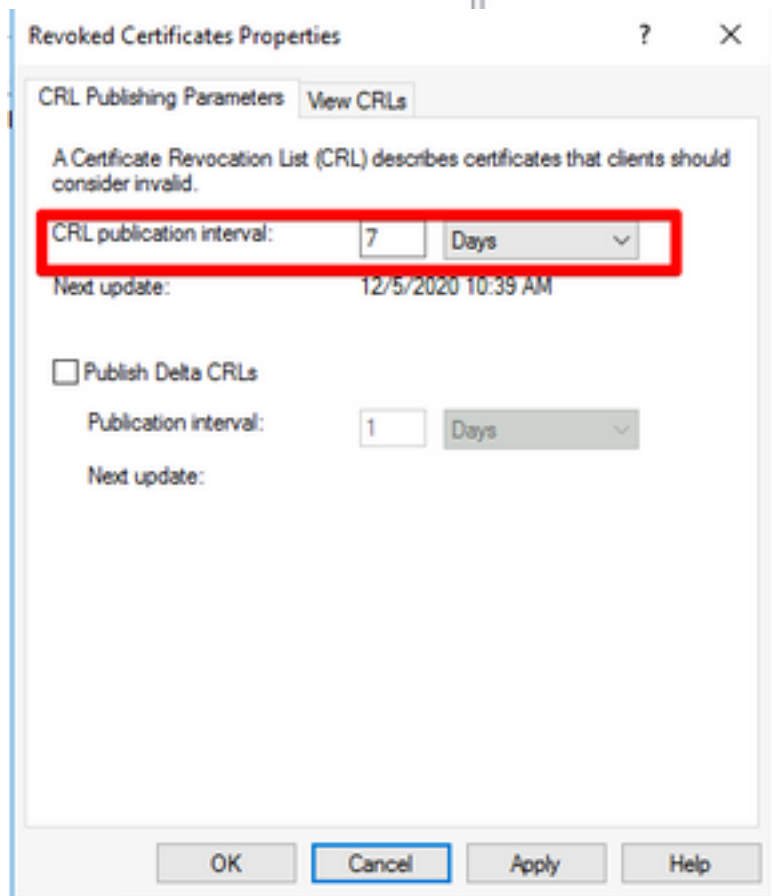 Revoked Certificates Properties
?
CRL Publishing Parameters
View CRLs
A Certificate Revocation List (CRL) describes certificates that clients should
consider invalid.
CRL publication interval:
7
Days
Next update:
12/5/2020 10:39 AM
Publish Delta CRLs
Publication interval:
1
Days
Next update:
OK
Cancel
Apply
Help